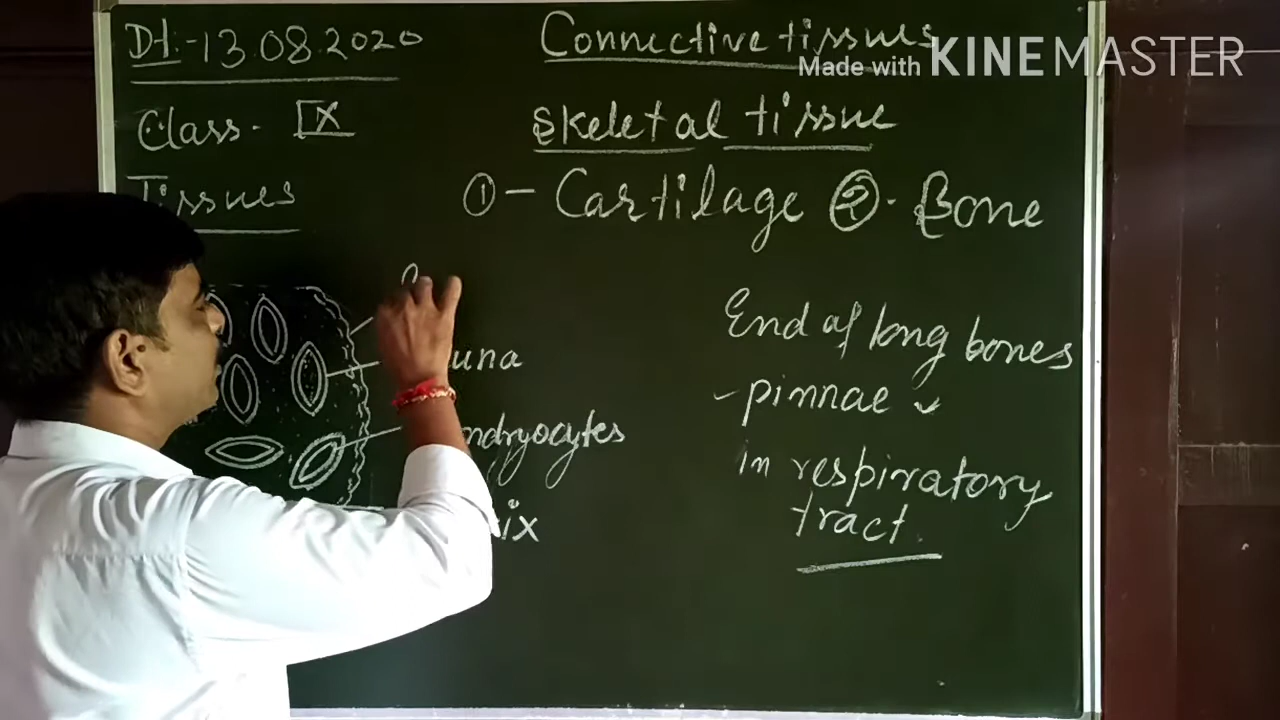 Dt:-13.08.2020
Connective tissues
Made with KINEMASTER
Class- IX
Skeletal tissue
Tissues
① - Cartilage ②. Bone
End of long bones
una
- pinnae ✓
ndryocytes
in respiratory
tract.
ix